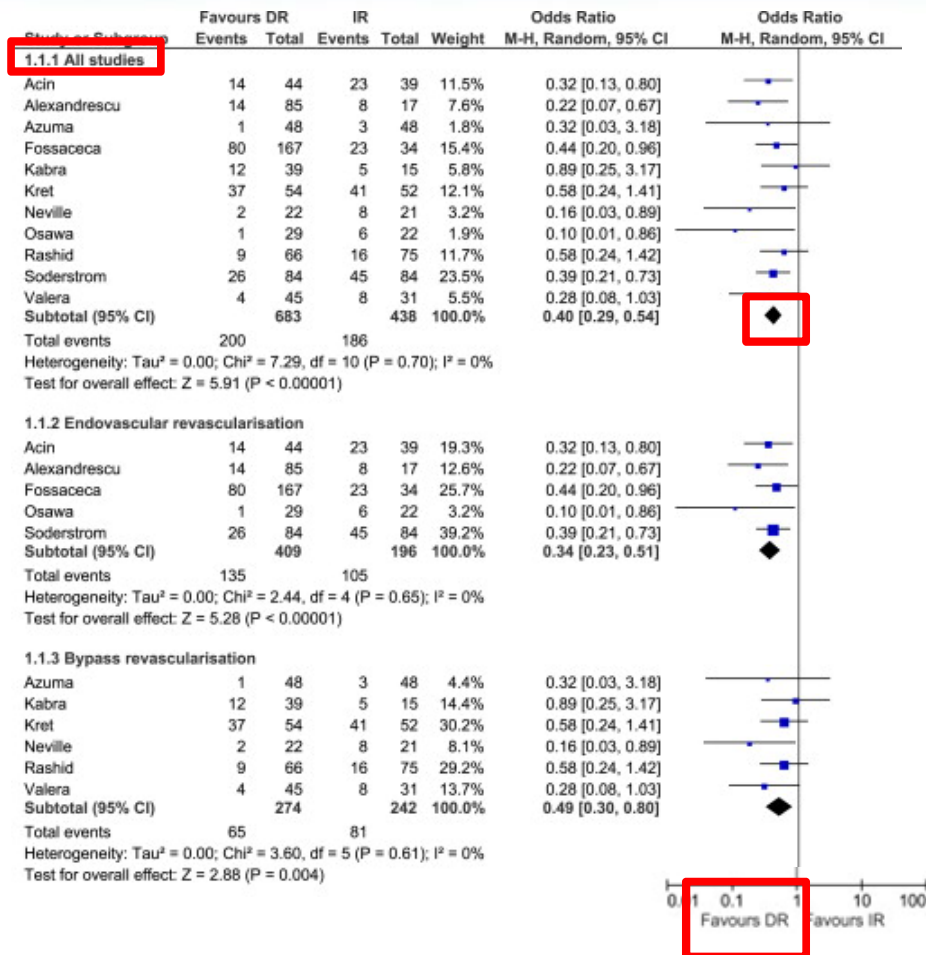 Favours DR IR Odds Ratio Odds Ratio
Study or Subgroup Events Total Events Total Weight M-H, Random, 95% CI M-H, Random, 95% CI
1.1.1 All studies
Acin 14 44 23 39 11.5% 0.32 [0.13, 0.80]
Alexandrescu 14 85 8 17 7.6% 0.22 [0.07, 0.67]
Azuma 1 48 3 48 1.8% 0.32 [0.03, 3.18]
Fossaceca 80 167 23 34 15.4% 0.44 [0.20, 0.96]
Kabra 12 39 5 15 5.8% 0.89 [0.25, 3.17]
Kret 37 54 41 52 12.1% 0.58 [0.24, 1.41]
Neville 2 22 8 21 3.2% 0.16 [0.03, 0.89]
Osawa 1 29 6 22 1.9% 0.10 [0.01, 0.86]
Rashid 9 66 16 75 11.7% 0.58 [0.24, 1.42]
Soderstrom 26 84 45 84 23.5% 0.39 [0.21, 0.73]
Valera 4 45 8 31 5.5% 0.28 [0.08, 1.03]
Subtotal (95% CI) 683 438 100.0% 0.40 [0.29, 0.54]
Total events 200 186
Heterogeneity: Tau² = 0.00; Chi² = 7.29, df = 10 (P = 0.70); I² = 0%
Test for overall effect: Z = 5.91 (P < 0.00001)
1.1.2 Endovascular revascularisation
Acin 14 44 23 39 19.3% 0.32 [0.13, 0.80]
Alexandrescu 14 85 8 17 12.6% 0.22 [0.07, 0.67]
Fossaceca 80 167 23 34 25.7% 0.44 [0.20, 0.96]
Osawa 1 29 6 22 3.2% 0.10 [0.01, 0.86]
Soderstrom 26 84 45 84 39.2% 0.39 [0.21, 0.73]
Subtotal (95% CI) 409 196 100.0% 0.34 [0.23, 0.51]
Total events 135 105
Heterogeneity: Tau² = 0.00; Chi² = 2.44, df = 4 (P = 0.65); I² = 0%
Test for overall effect: Z = 5.28 (P < 0.00001)
1.1.3 Bypass revascularisation
Azuma 1 48 3 48 4.4% 0.32 [0.03, 3.18]
Kabra 12 39 5 15 14.4% 0.89 [0.25, 3.17]
Kret 37 54 41 52 30.2% 0.58 [0.24, 1.41]
Neville 2 22 8 21 8.1% 0.16 [0.03, 0.89]
Rashid 9 66 16 75 29.2% 0.58 [0.24, 1.42]
Valera 4 45 8 31 13.7% 0.28 [0.08, 1.03]
Subtotal (95% CI) 274 242 100.0% 0.49 [0.30, 0.80]
Total events 65 81
Heterogeneity: Tau² = 0.00; Chi² = 3.60, df = 5 (P = 0.61); I² = 0%
Test for overall effect: Z = 2.88 (P = 0.004)
0.01 0.1 1 10 100
Favours DR Favours IR